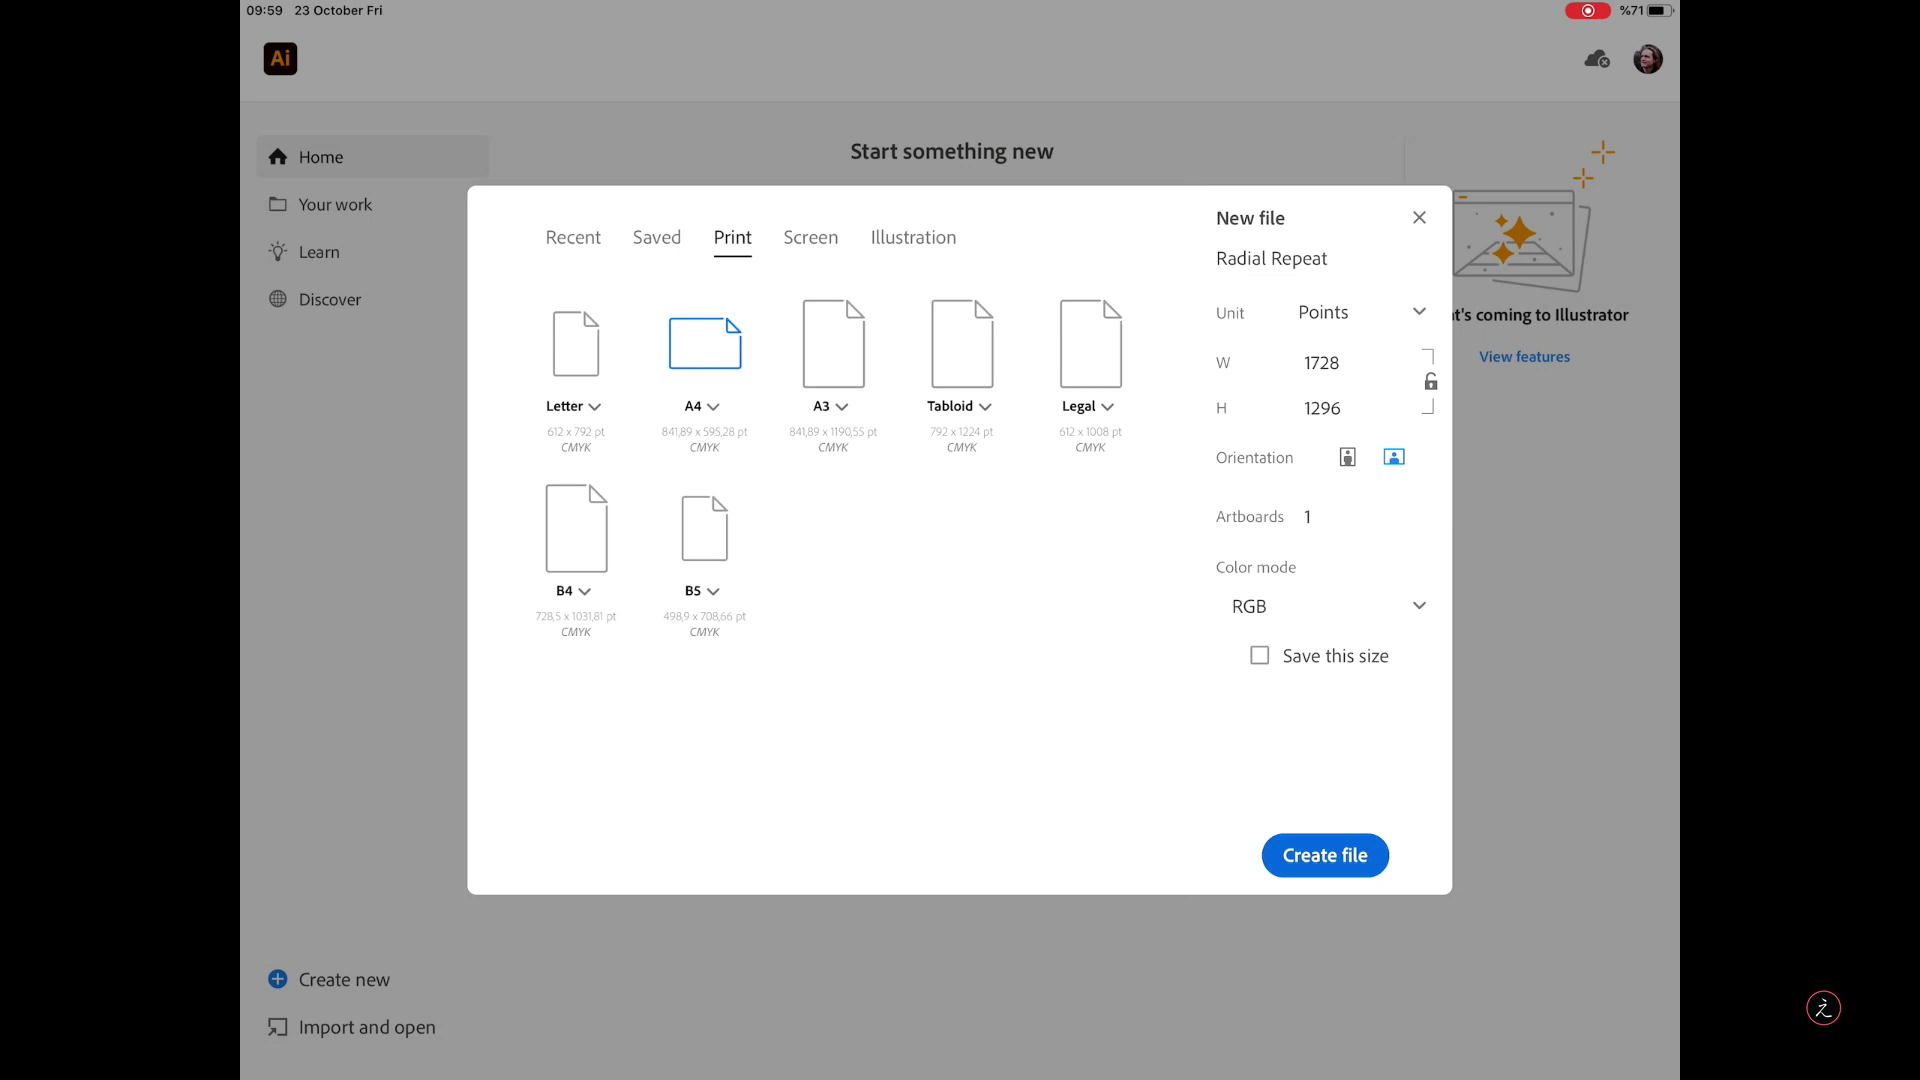 09:59 23 October Fri
%71
Ai
Home
Your work
Learn
Discover
Start something new
Recent Saved Print Screen Illustration
Letter
612 x 792 pt
CMYK
A4
841,89 x 595,28 pt
CMYK
A3
841,89 x 1190,55 pt
CMYK
Tabloid
792 x 1224 pt
CMYK
Legal
612 x 1008 pt
CMYK
B4
728,5 x 1031,81 pt
CMYK
B5
498,9 x 708,66 pt
CMYK
New file
Radial Repeat
Unit Points
W 1728
H 1296
Orientation
Artboards 1
Color mode
RGB
Save this size
Create file
t's coming to Illustrator
View features
Create new
Import and open